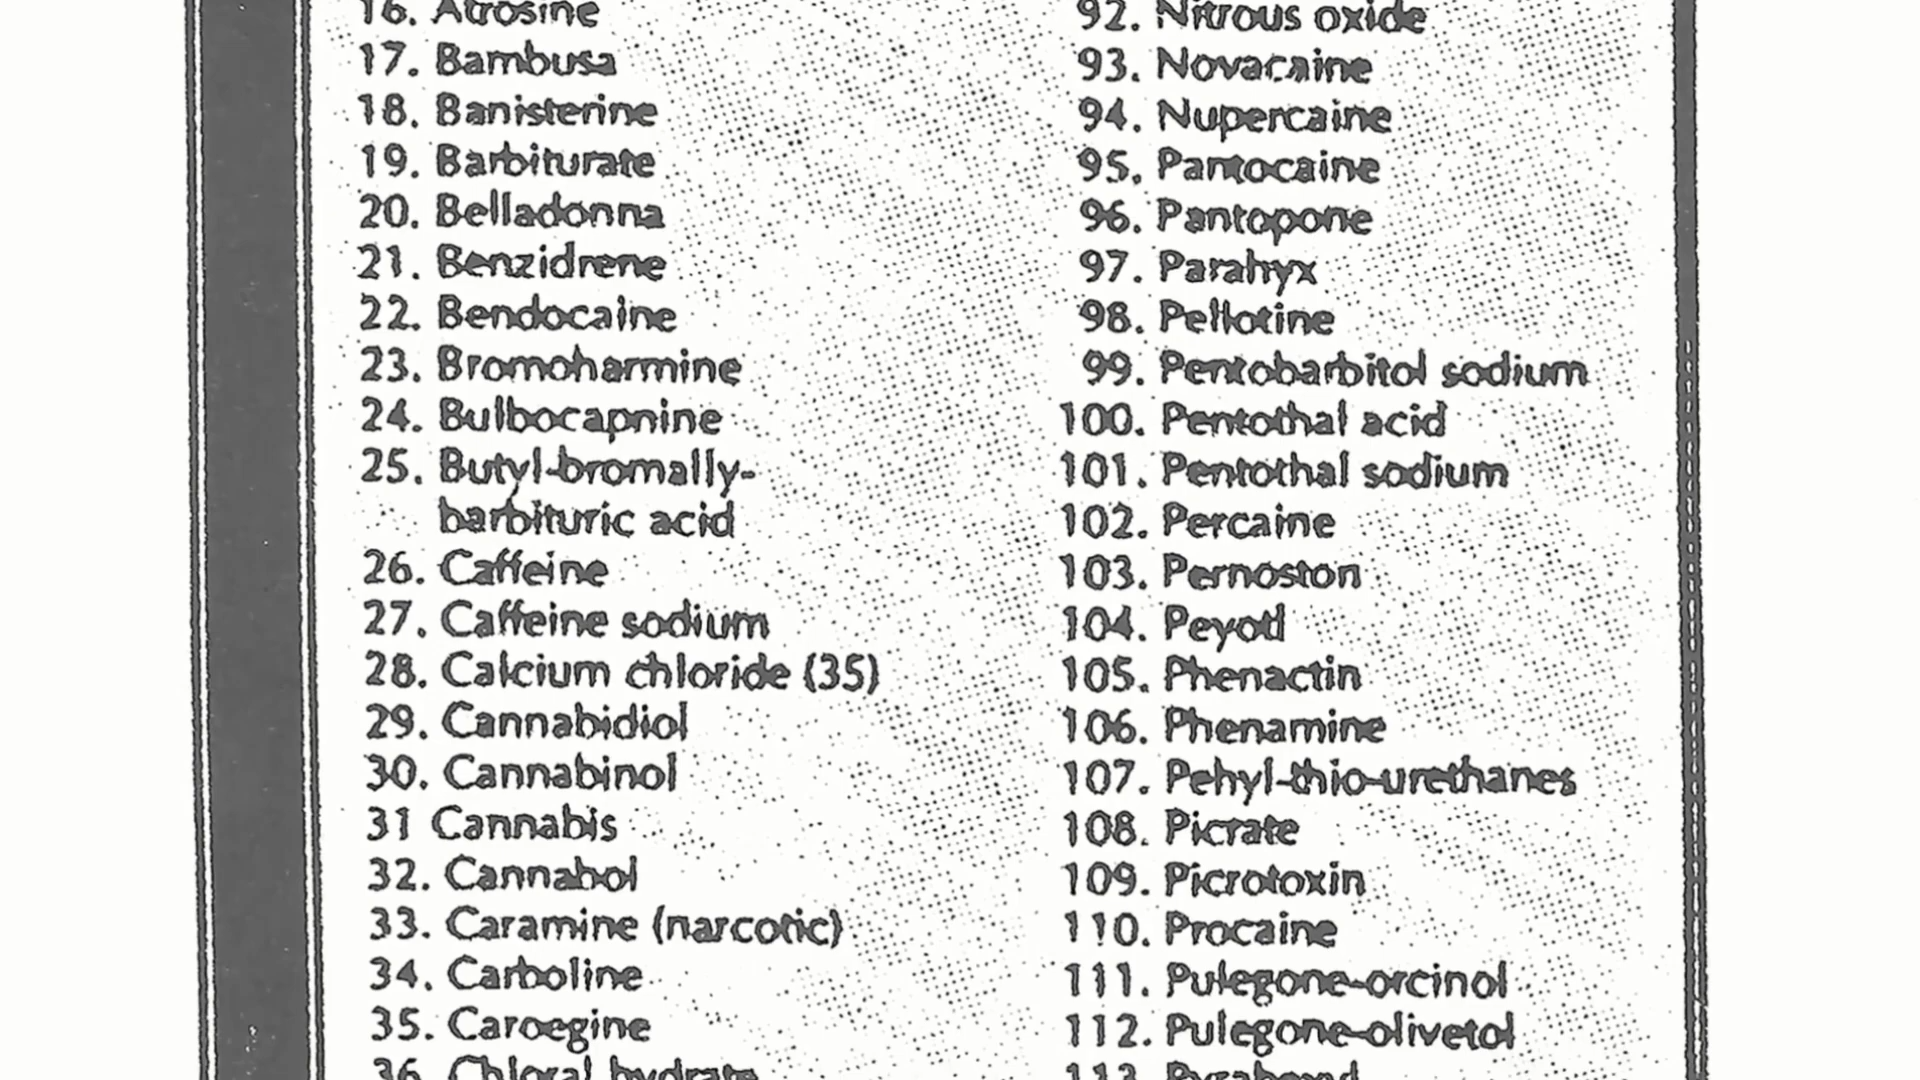 16. Atrosine
17. Bambusa
18. Banisterine
19. Barbiturate
20. Belladonna
21. Benzidrene
22. Bendocaine
23. Bromoharmine
24. Bulbocapnine
25. Butyl-bromally-
barbituric acid
26. Caffeine
27. Caffeine sodium
28. Calcium chloride (35)
29. Cannabidiol
30. Cannabinol
31 Cannabis
32. Cannabol
33. Caramine (narcotic)
34. Carboline
35. Caroegine
36. Chloral hydrate
92. Nitrous oxide
93. Novacaine
94. Nupercaine
95. Pantocaine
96. Pantopone
97. Parahyx
98. Pellotine
99. Pentobarbitol sodium
100. Pentothal acid
101. Pentothal sodium
102. Percaine
103. Pernoston
104. Peyotl
105. Phenactin
106. Phenamine
107. Pehyl-thio-urethanes
108. Picrate
109. Picrotoxin
110. Procaine
111. Pulegone-orcinol
112. Pulegone-olivetol
113. Pyrahexyl